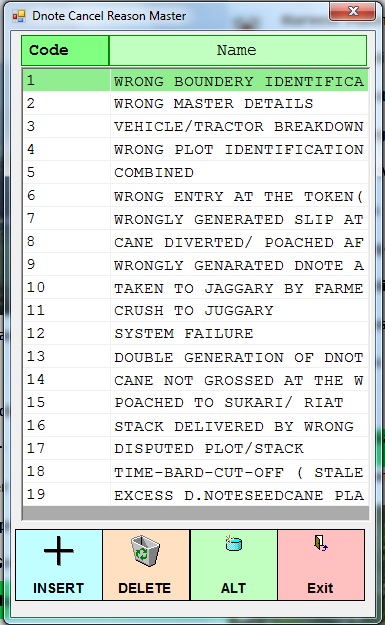 Dnote Cancel Reason Master
Code Name
1 WRONG BOUNDERY IDENTIFICA
2 WRONG MASTER DETAILS
3 VEHICLE/TRACTOR BREAKDOWN
4 WRONG PLOT IDENTIFICATION
5 COMBINED
6 WRONG ENTRY AT THE TOKEN(
7 WRONGLY GENERATED SLIP AT
8 CANE DIVERTED/ POACHED AF
9 WRONGLY GENARATED DNOTE A
10 TAKEN TO JAGGARY BY FARME
11 CRUSH TO JUGGARY
12 SYSTEM FAILURE
13 DOUBLE GENERATION OF DNOT
14 CANE NOT GROSSED AT THE W
15 POACHED TO SUKARI/ RIAT
16 STACK DELIVERED BY WRONG
17 DISPUTED PLOT/STACK
18 TIME-BARD-CUT-OFF ( STALE
19 EXCESS D.NOTESEEDCANE PLA
INSERT DELETE ALT Exit